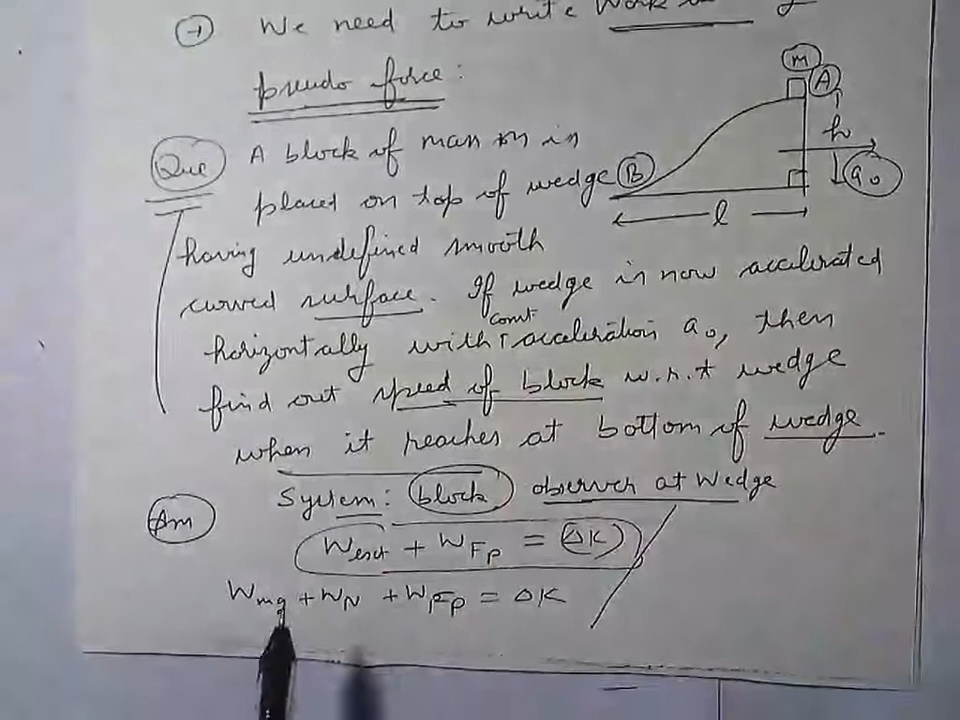 → We need to write work
pseudo force:
m
A
Que A block of mass m is
h
placed on top of wedge B
a₀
l
having undefined smooth
curved surface. If wedge is now accelerated
const
horizontally with acceleration a₀, then
find out speed of block w.r.t wedge
when it reaches at bottom of wedge.
System: block observer at wedge
Ans
Wext + WFp = ΔK
Wmg + WN + WFp = ΔK